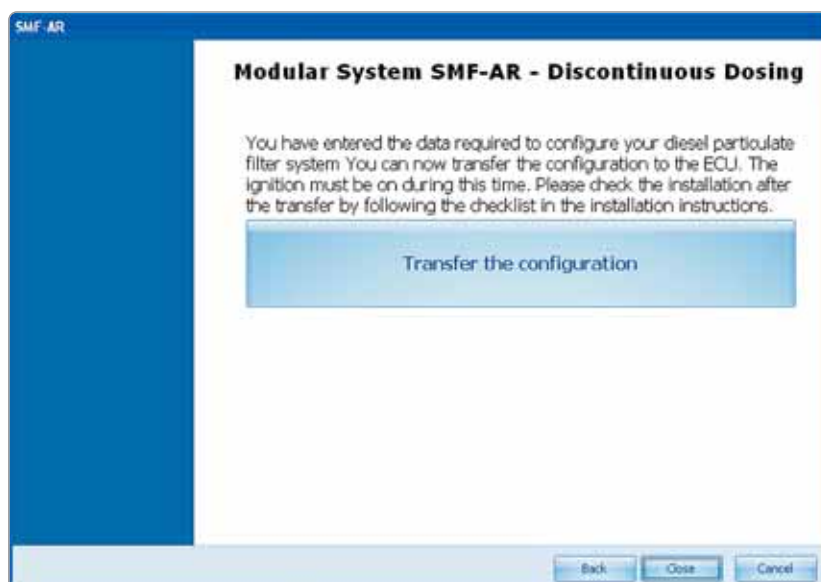 SMF-AR
Modular System SMF-AR - Discontinuous Dosing
You have entered the data required to configure your diesel particulate
filter system You can now transfer the configuration to the ECU. The
ignition must be on during this time. Please check the installation after
the transfer by following the checklist in the installation instructions.
Transfer the configuration
Back Close Cancel